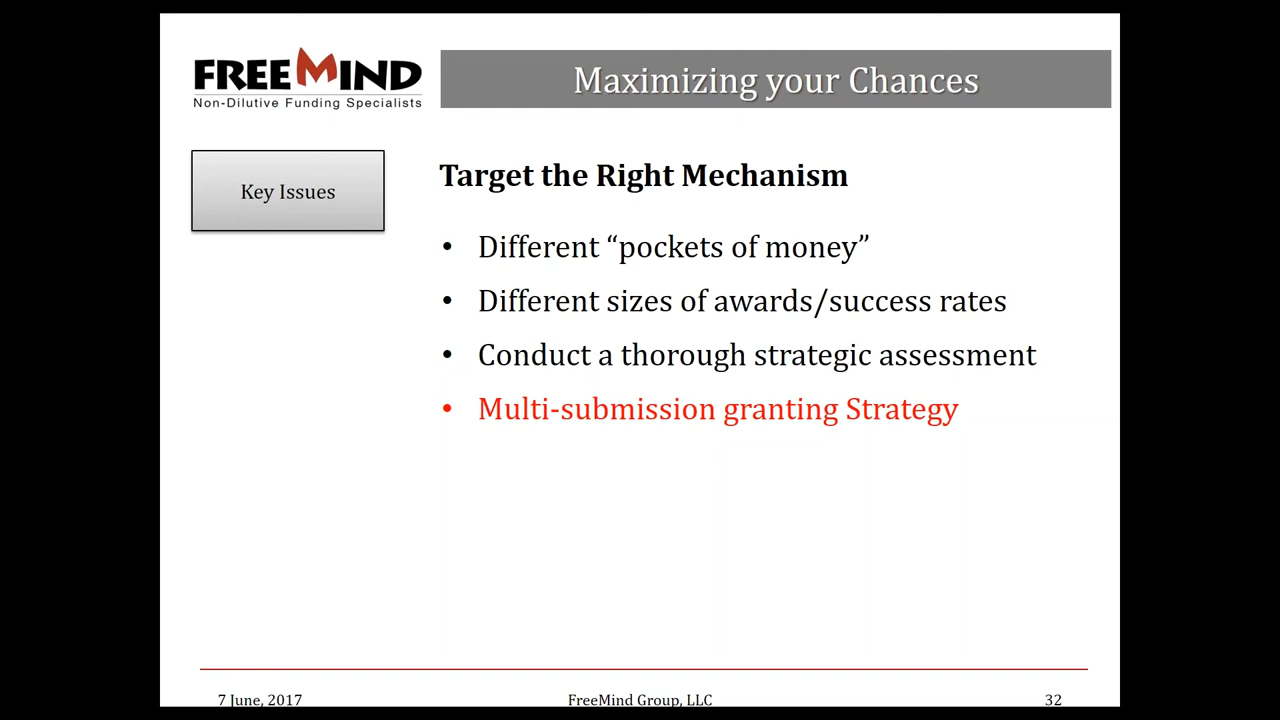 FREEMIND
Non-Dilutive Funding Specialists
Maximizing your Chances
Key Issues
Target the Right Mechanism
• Different “pockets of money”
• Different sizes of awards/success rates
• Conduct a thorough strategic assessment
• Multi-submission granting Strategy
7 June, 2017
FreeMind Group, LLC
32